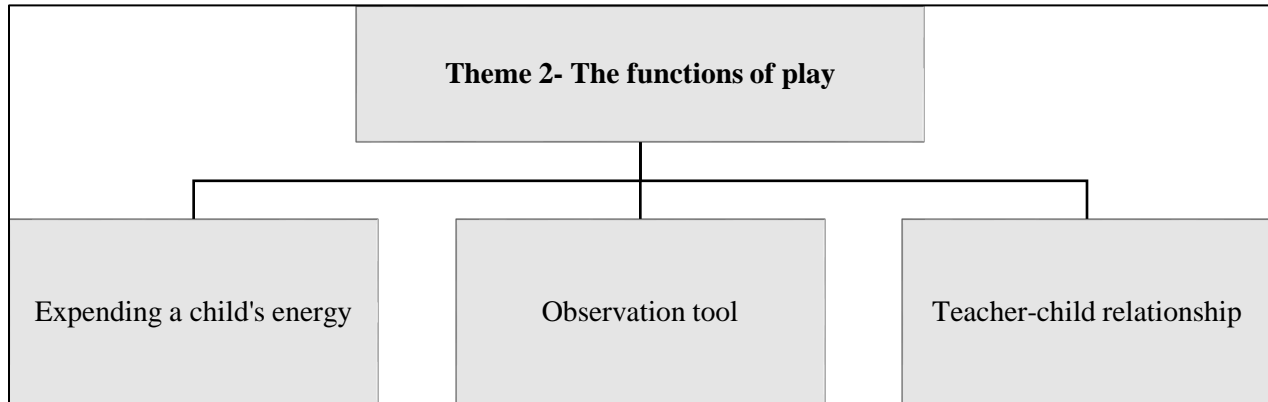 Theme 2- The functions of play
Expending a child's energy
Observation tool
Teacher-child relationship